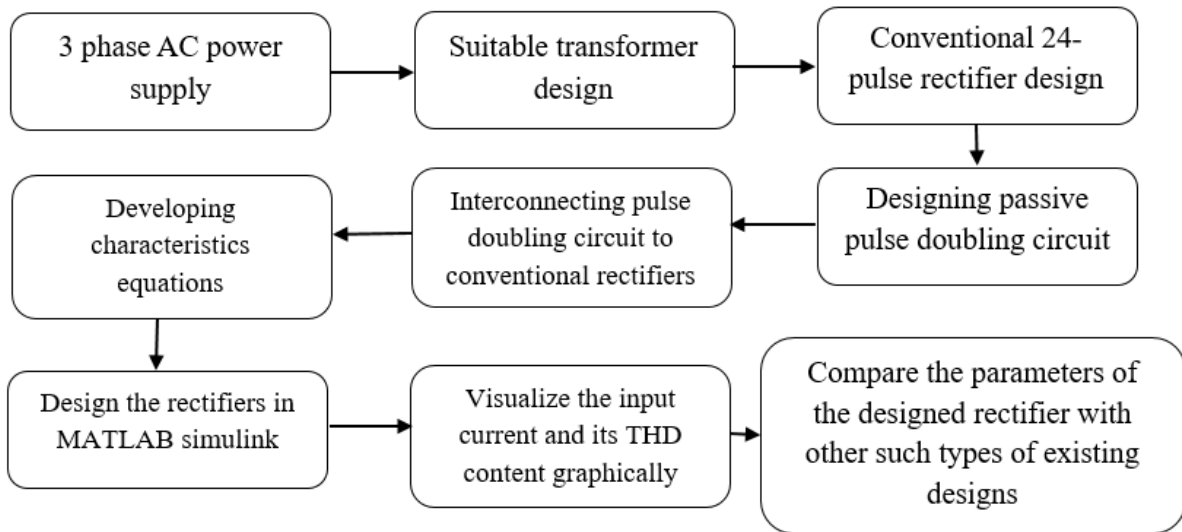 3 phase AC power
supply
Suitable transformer
design
Conventional 24-
pulse rectifier design
Designing passive
pulse doubling circuit
Interconnecting pulse
doubling circuit to
conventional rectifiers
Developing
characteristics
equations
Design the rectifiers in
MATLAB simulink
Visualize the input
current and its THD
content graphically
Compare the parameters of
the designed rectifier with
other such types of existing
designs